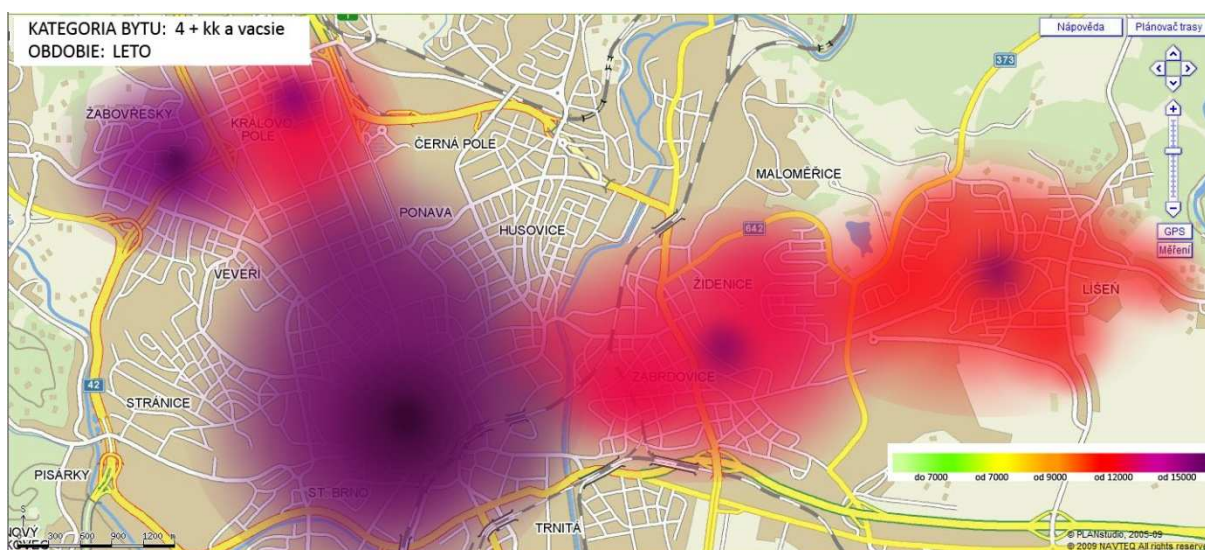 KATEGORIA BYTU: 4 + kk a vacsie
OBDOBIE: LETO
Nápověda
Plánovač trasy
373
ŽABOVŘESKY
KRÁLOVO
POLE
ČERNÁ POLE
MALOMĚŘICE
PONAVA
HUSOVICE
642
GPS
Měření
VEVEŘÍ
ŽIDENICE
LÍŠEŇ
42
ZÁBRDOVICE
STRÁNICE
PISÁRKY
do 7000 od 7000 od 9000 od 12000 od 15000
ST. BRNO
TRNITÁ
S
NOVÝ
300 600 900 1200 m
© PLANstudio, 2005-09
© 2009 NAVTEQ All rights reserved